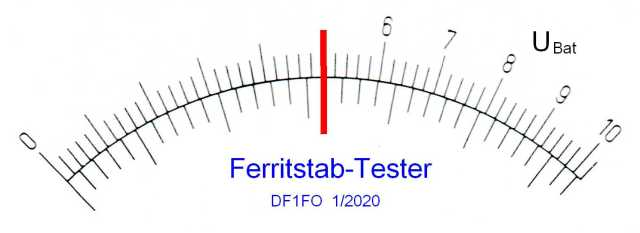 0 6 7 8 9 10
U Bat
Ferritstab-Tester
DF1FO 1/2020